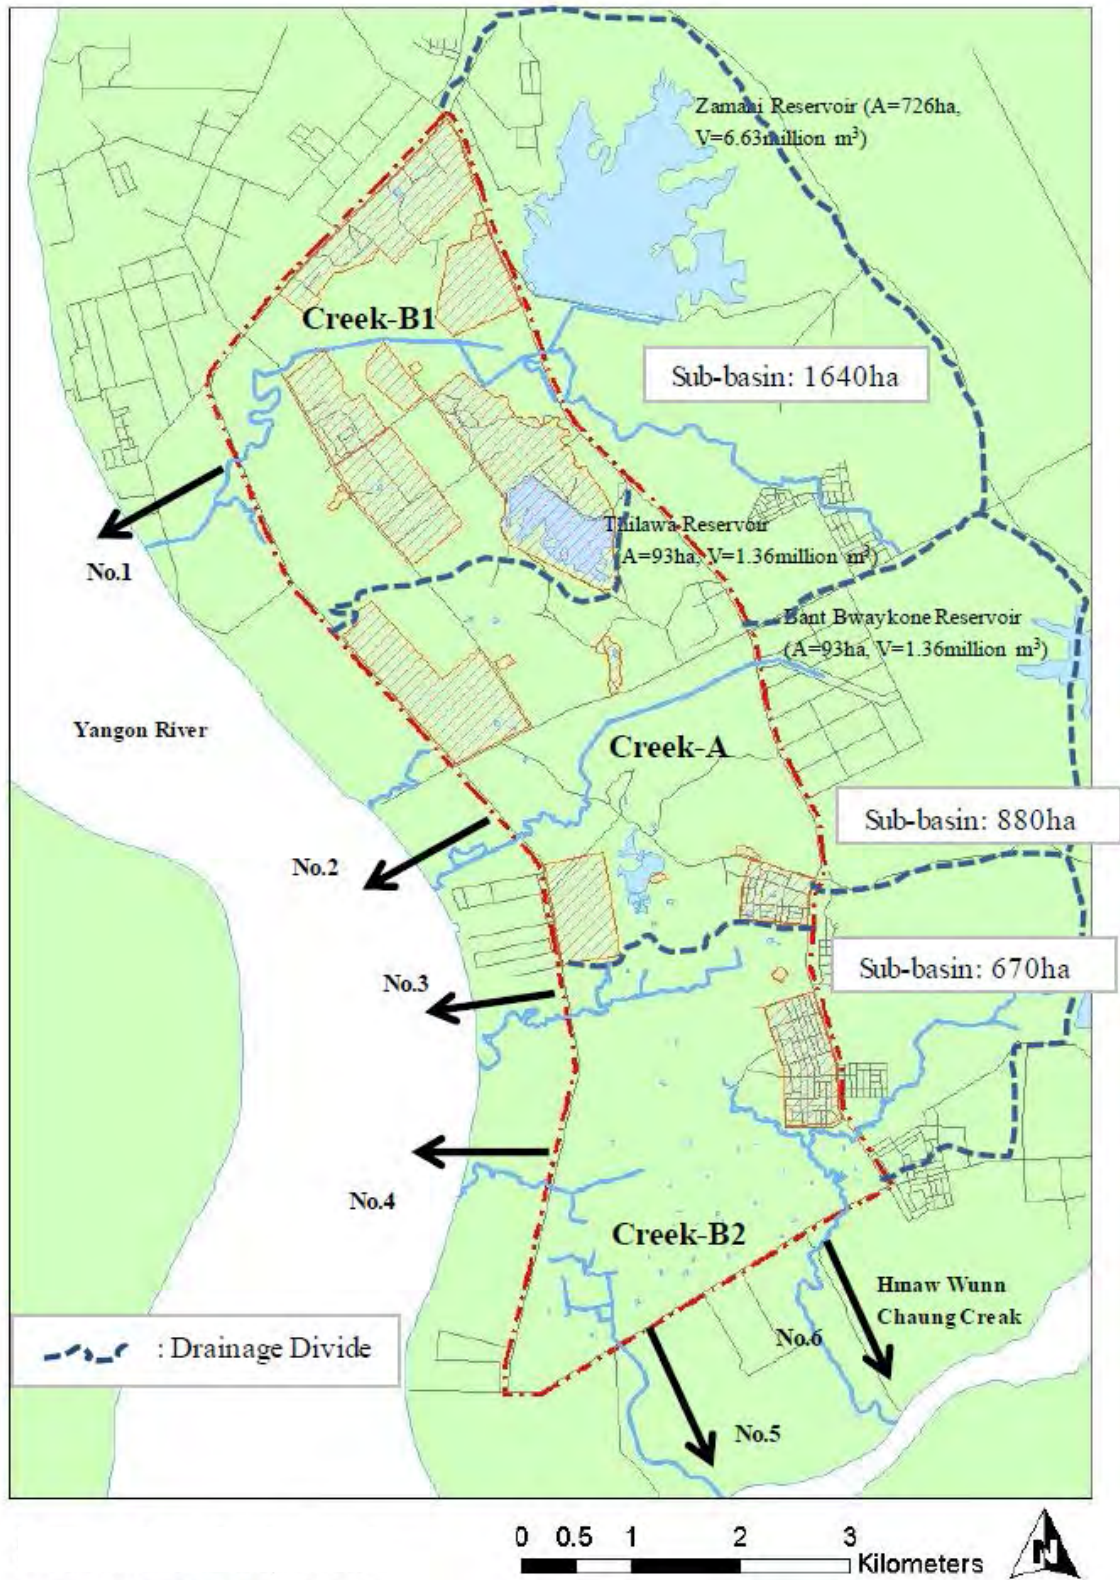 Zamani Reservoir (A=726ha,
V=6.63million m³)
Creek-B1
Sub-basin: 1640ha
Thilawa Reservoir
A=93ha, V=1.36million m³)
No.1
Bant Bwaykone Reservoir
(A=93ha, V=1.36million m³)
Yangon River
Creek-A
Sub-basin: 880ha
No.2
Sub-basin: 670ha
No.3
No.4
Creek-B2
Hmaw Wunn
Chaung Creak
No.6
: Drainage Divide
No.5
0 0.5 1 2 3
Kilometers
N